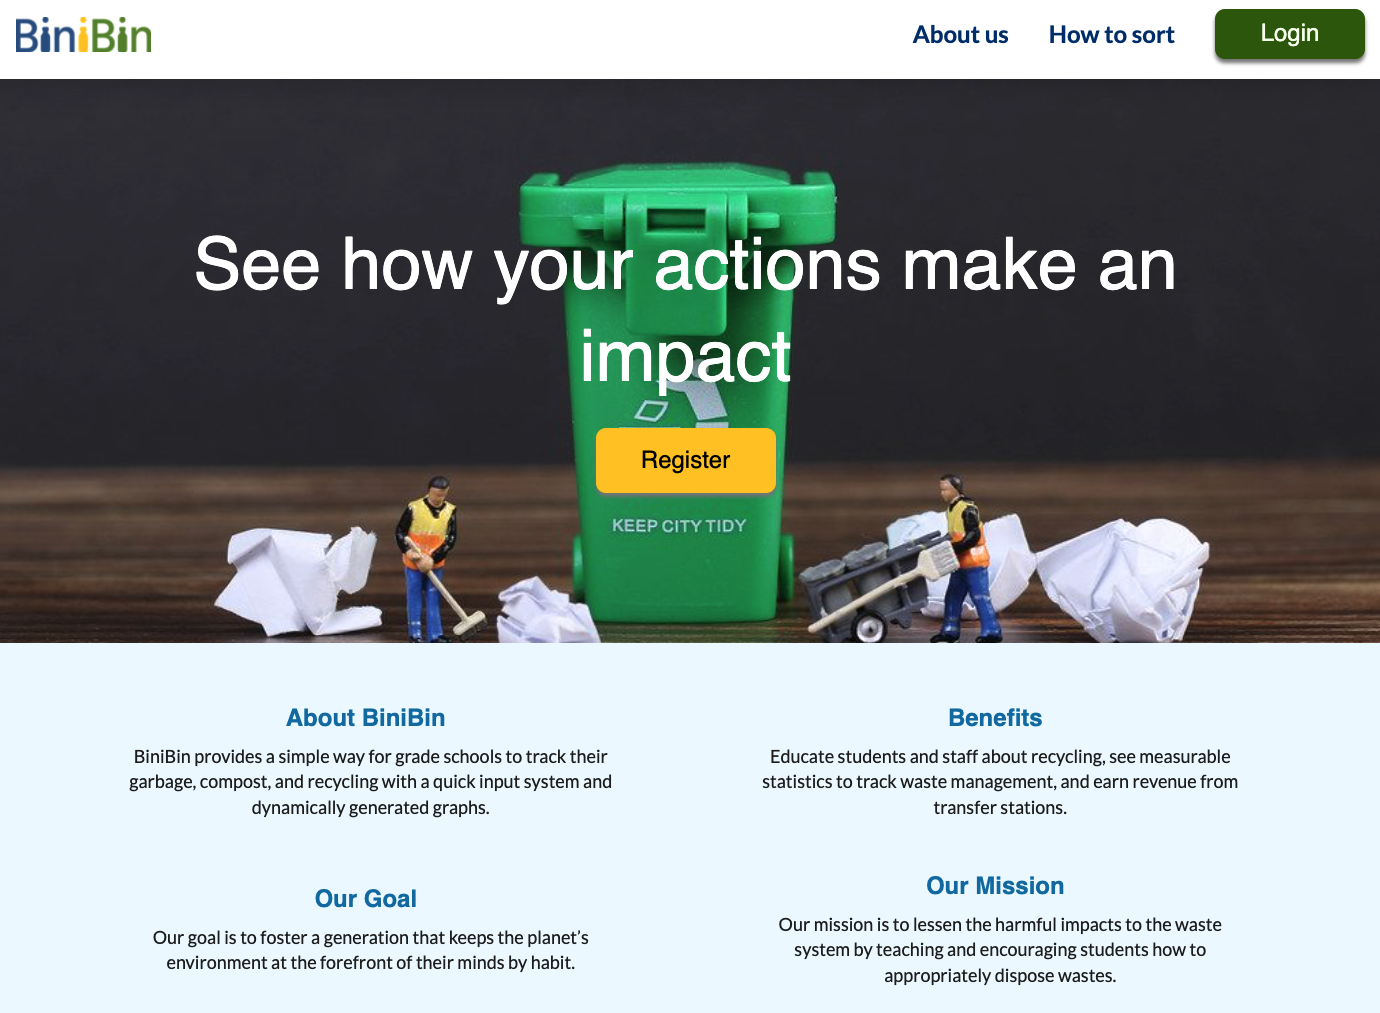 BiniBin
About us
How to sort
Login
See how your actions make an
impact
Register
KEEP CITY TIDY
About BiniBin
BiniBin provides a simple way for grade schools to track their
garbage, compost, and recycling with a quick input system and
dynamically generated graphs.
Benefits
Educate students and staff about recycling, see measurable
statistics to track waste management, and earn revenue from
transfer stations.
Our Goal
Our goal is to foster a generation that keeps the planet’s
environment at the forefront of their minds by habit.
Our Mission
Our mission is to lessen the harmful impacts to the waste
system by teaching and encouraging students how to
appropriately dispose wastes.